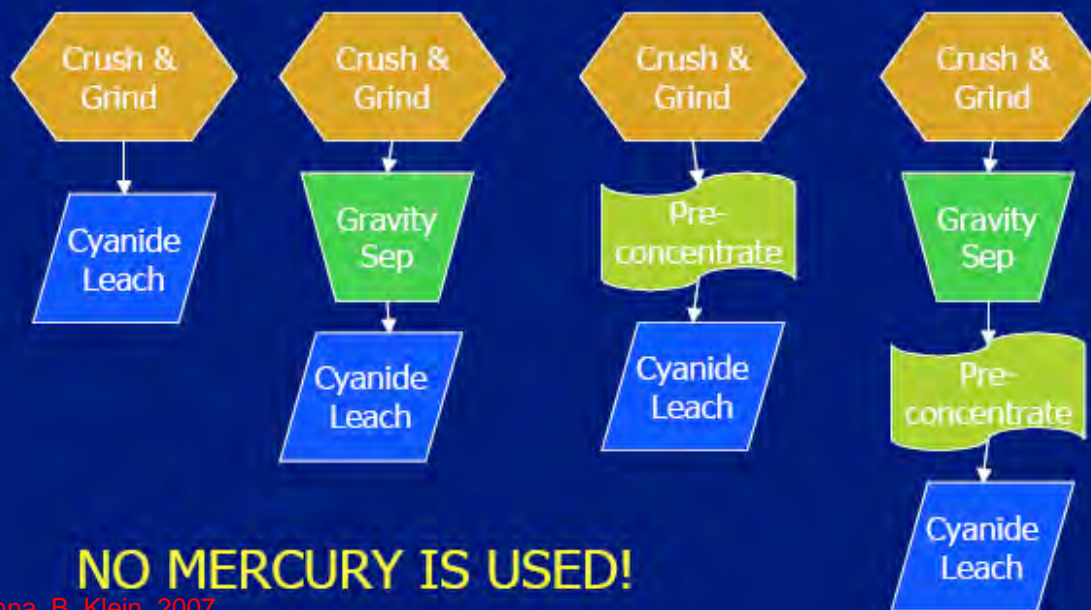 Crush &
Grind
Cyanide
Leach
Crush &
Grind
Gravity
Sep
Cyanide
Leach
Crush &
Grind
Pre-
concentrate
Cyanide
Leach
Crush &
Grind
Gravity
Sep
Pre-
concentrate
Cyanide
Leach
NO MERCURY IS USED!
B. Klein, 2007